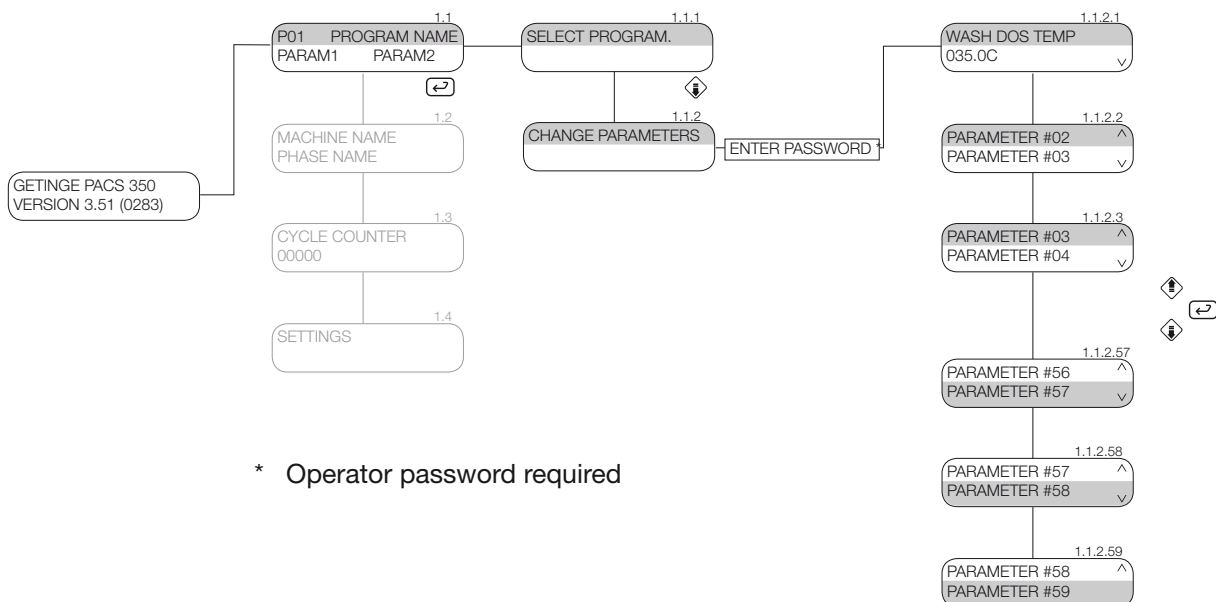 GETINGE PACS 350
VERSION 3.51 (0283)
1.1
P01 PROGRAM NAME
PARAM1 PARAM2
1.2
MACHINE NAME
PHASE NAME
1.3
CYCLE COUNTER
00000
1.4
SETTINGS
1.1.1
SELECT PROGRAM.
1.1.2
CHANGE PARAMETERS
ENTER PASSWORD *
1.1.2.1
WASH DOS TEMP
035.0C
1.1.2.2
PARAMETER #02
PARAMETER #03
1.1.2.3
PARAMETER #03
PARAMETER #04
1.1.2.57
PARAMETER #56
PARAMETER #57
1.1.2.58
PARAMETER #57
PARAMETER #58
1.1.2.59
PARAMETER #58
PARAMETER #59
* Operator password required